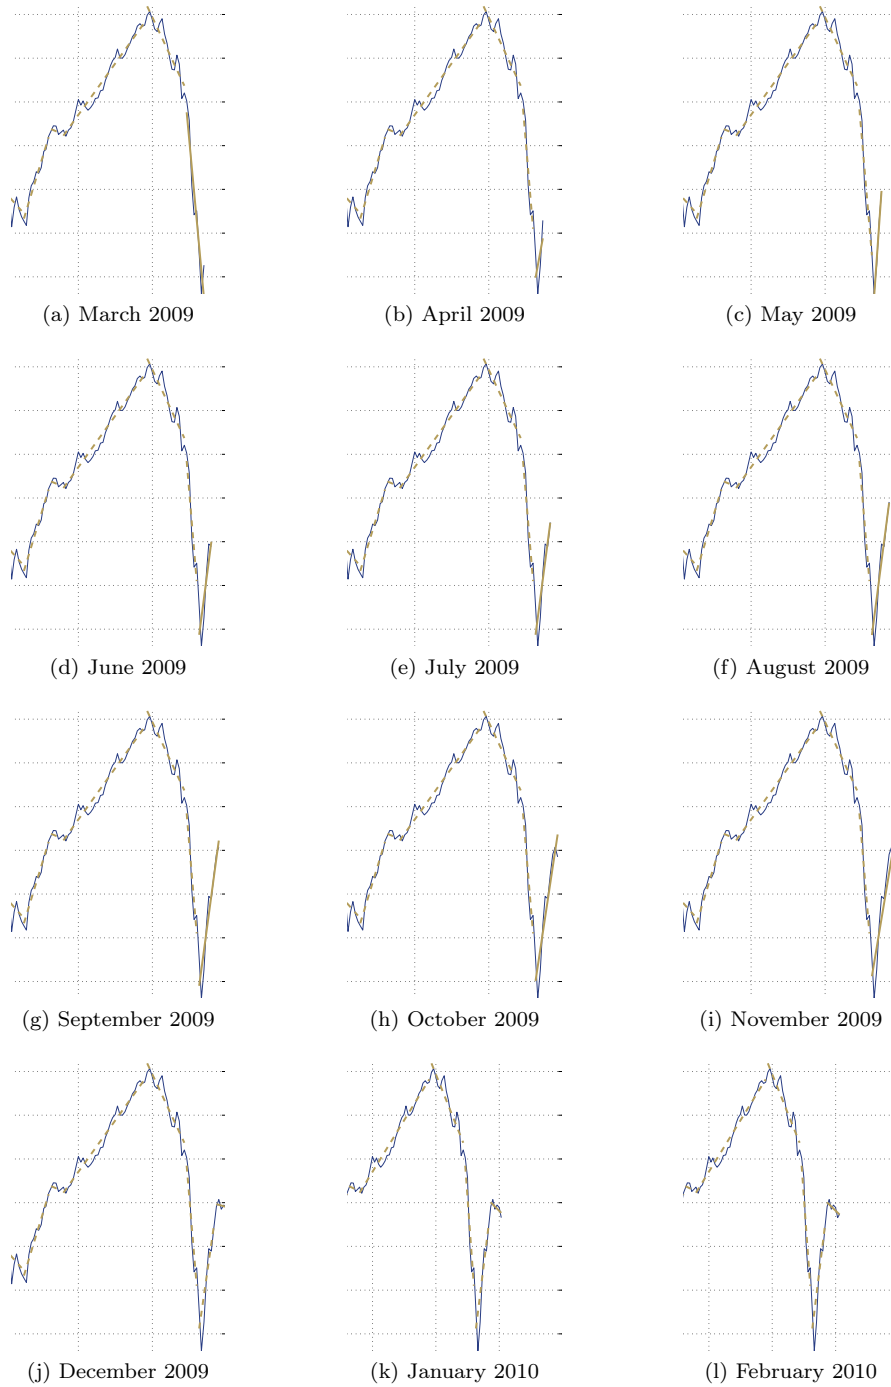 (a) March 2009
(b) April 2009
(c) May 2009
(d) June 2009
(e) July 2009
(f) August 2009
(g) September 2009
(h) October 2009
(i) November 2009
(j) December 2009
(k) January 2010
(l) February 2010